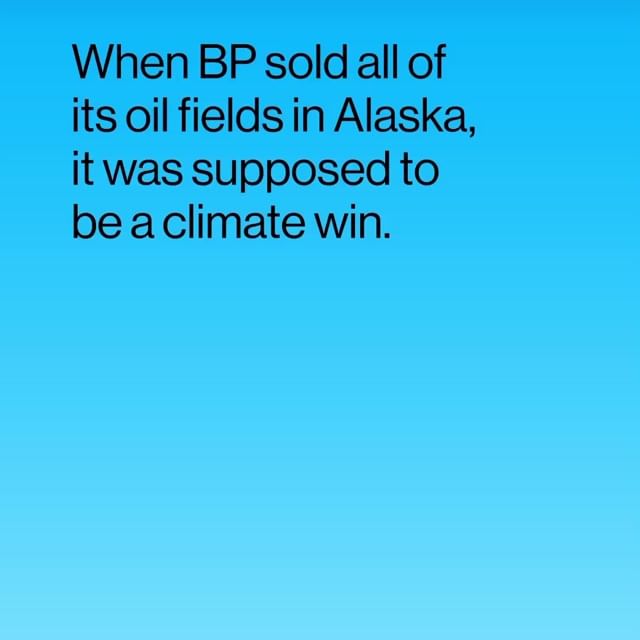 When BP sold all of
its oil fields in Alaska,
it was supposed to
be a climate win.